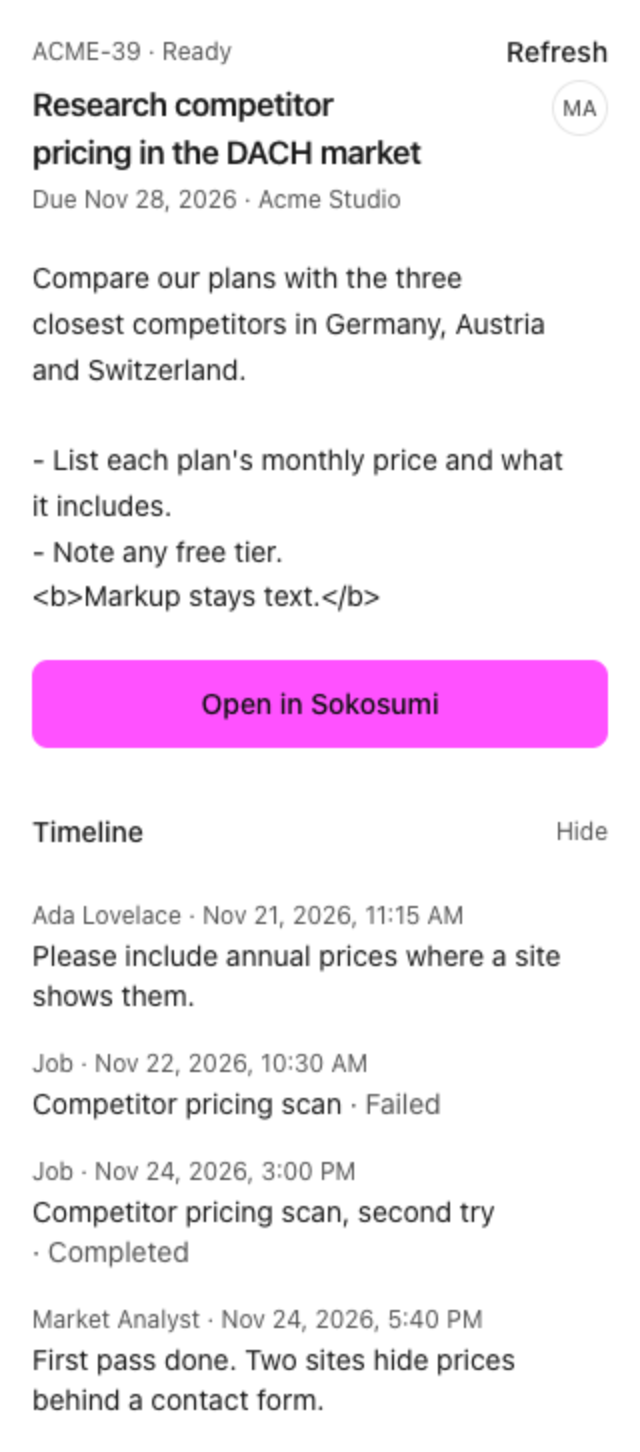 ACME-39 · Ready
Refresh
Research competitor
pricing in the DACH market
MA
Due Nov 28, 2026 · Acme Studio
Compare our plans with the three
closest competitors in Germany, Austria
and Switzerland.
- List each plan's monthly price and what
it includes.
- Note any free tier.
<b>Markup stays text.</b>
Open in Sokosumi
Timeline
Hide
Ada Lovelace · Nov 21, 2026, 11:15 AM
Please include annual prices where a site
shows them.
Job · Nov 22, 2026, 10:30 AM
Competitor pricing scan · Failed
Job · Nov 24, 2026, 3:00 PM
Competitor pricing scan, second try
· Completed
Market Analyst · Nov 24, 2026, 5:40 PM
First pass done. Two sites hide prices
behind a contact form.